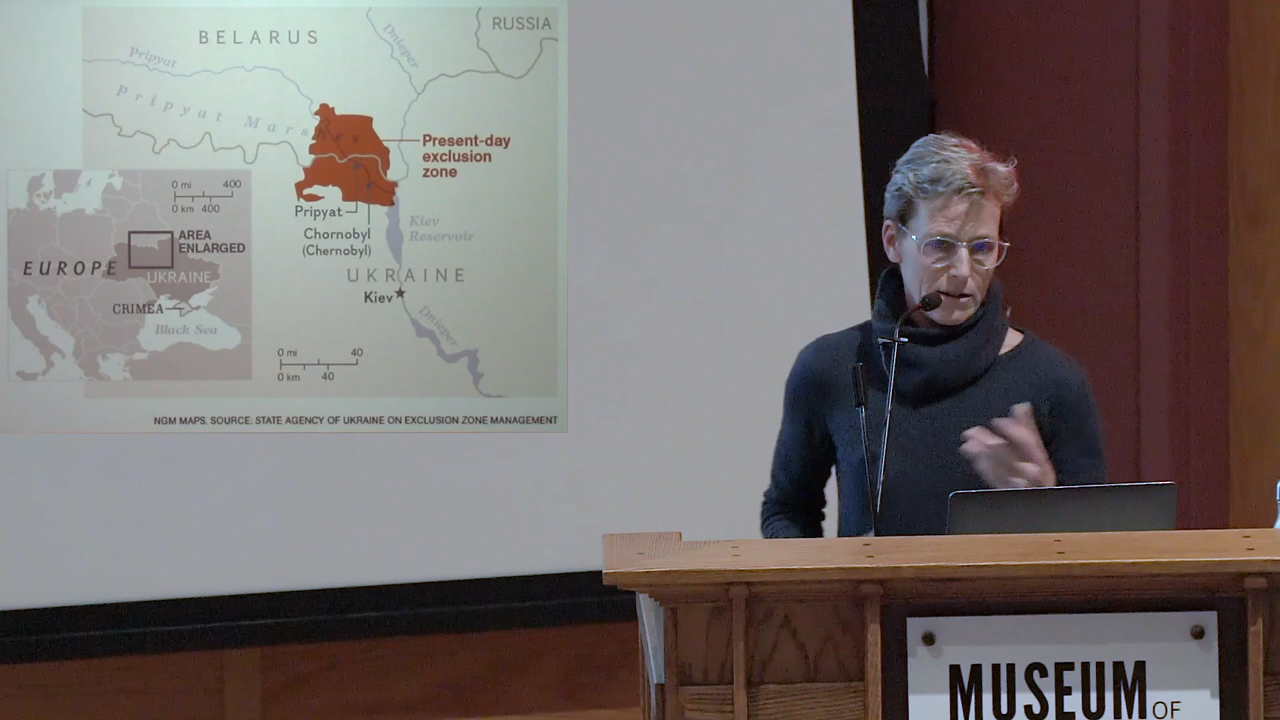 BELARUS
RUSSIA
Dnieper
Pripyat
Pripyat Marshes
Present-day
exclusion
zone
Pripyat
Chornobyl
(Chernobyl)
Kiev
Reservoir
UKRAINE
Kiev
Dnieper
0 mi 40
0 km 40
0 mi 400
0 km 400
AREA
ENLARGED
EUROPE
UKRAINE
CRIMEA
Black Sea
NGM MAPS. SOURCE: STATE AGENCY OF UKRAINE ON EXCLUSION ZONE MANAGEMENT
MUSEUM OF